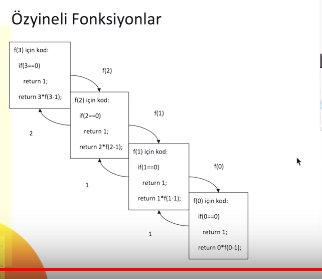 Özyineli Fonksiyonlar
f(3) için kod:
if(3==0)
return 1;
return 3*f(3-1);
f(2)
f(2) için kod:
if(2==0)
return 1;
return 2*f(2-1);
2
f(1)
f(1) için kod:
if(1==0)
return 1;
return 1*f(1-1);
1
f(0)
f(0) için kod:
if(0==0)
return 1;
return 0*f(0-1);
1